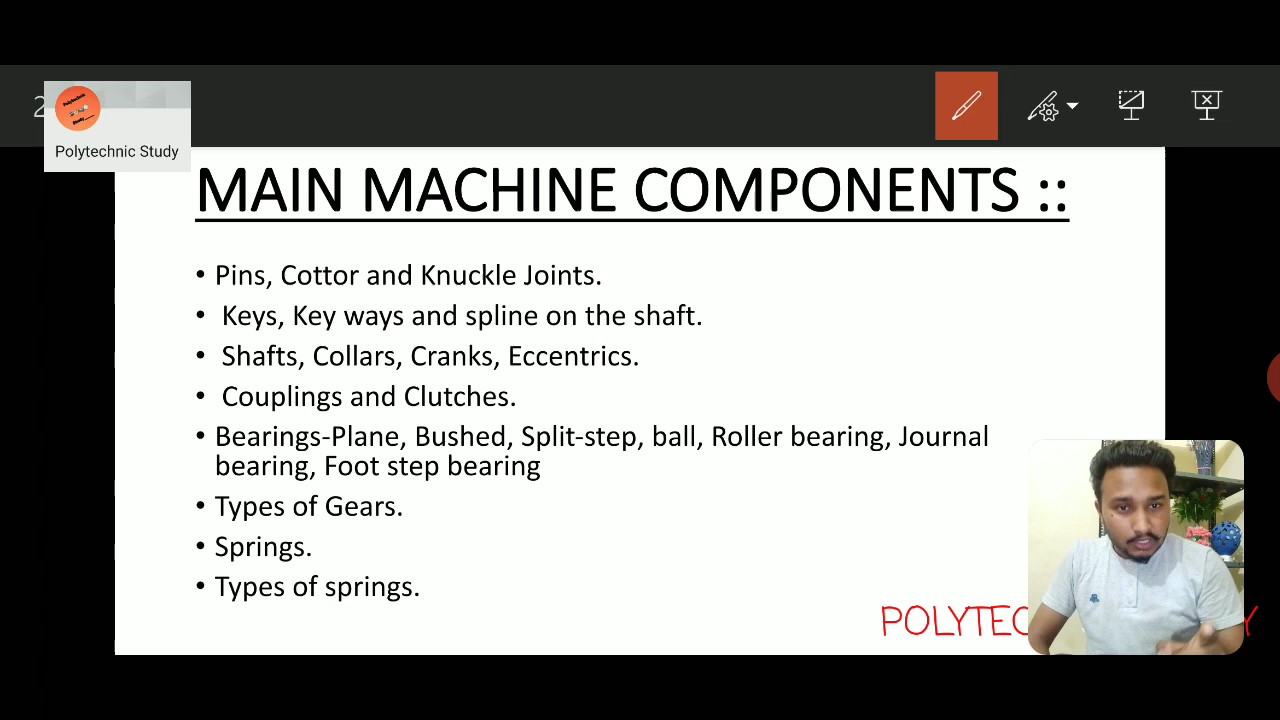 2
Polytechnic Study
MAIN MACHINE COMPONENTS ::
• Pins, Cottor and Knuckle Joints.
• Keys, Key ways and spline on the shaft.
• Shafts, Collars, Cranks, Eccentrics.
• Couplings and Clutches.
• Bearings-Plane, Bushed, Split-step, ball, Roller bearing, Journal
bearing, Foot step bearing
• Types of Gears.
• Springs.
• Types of springs.
POLYTEC Y